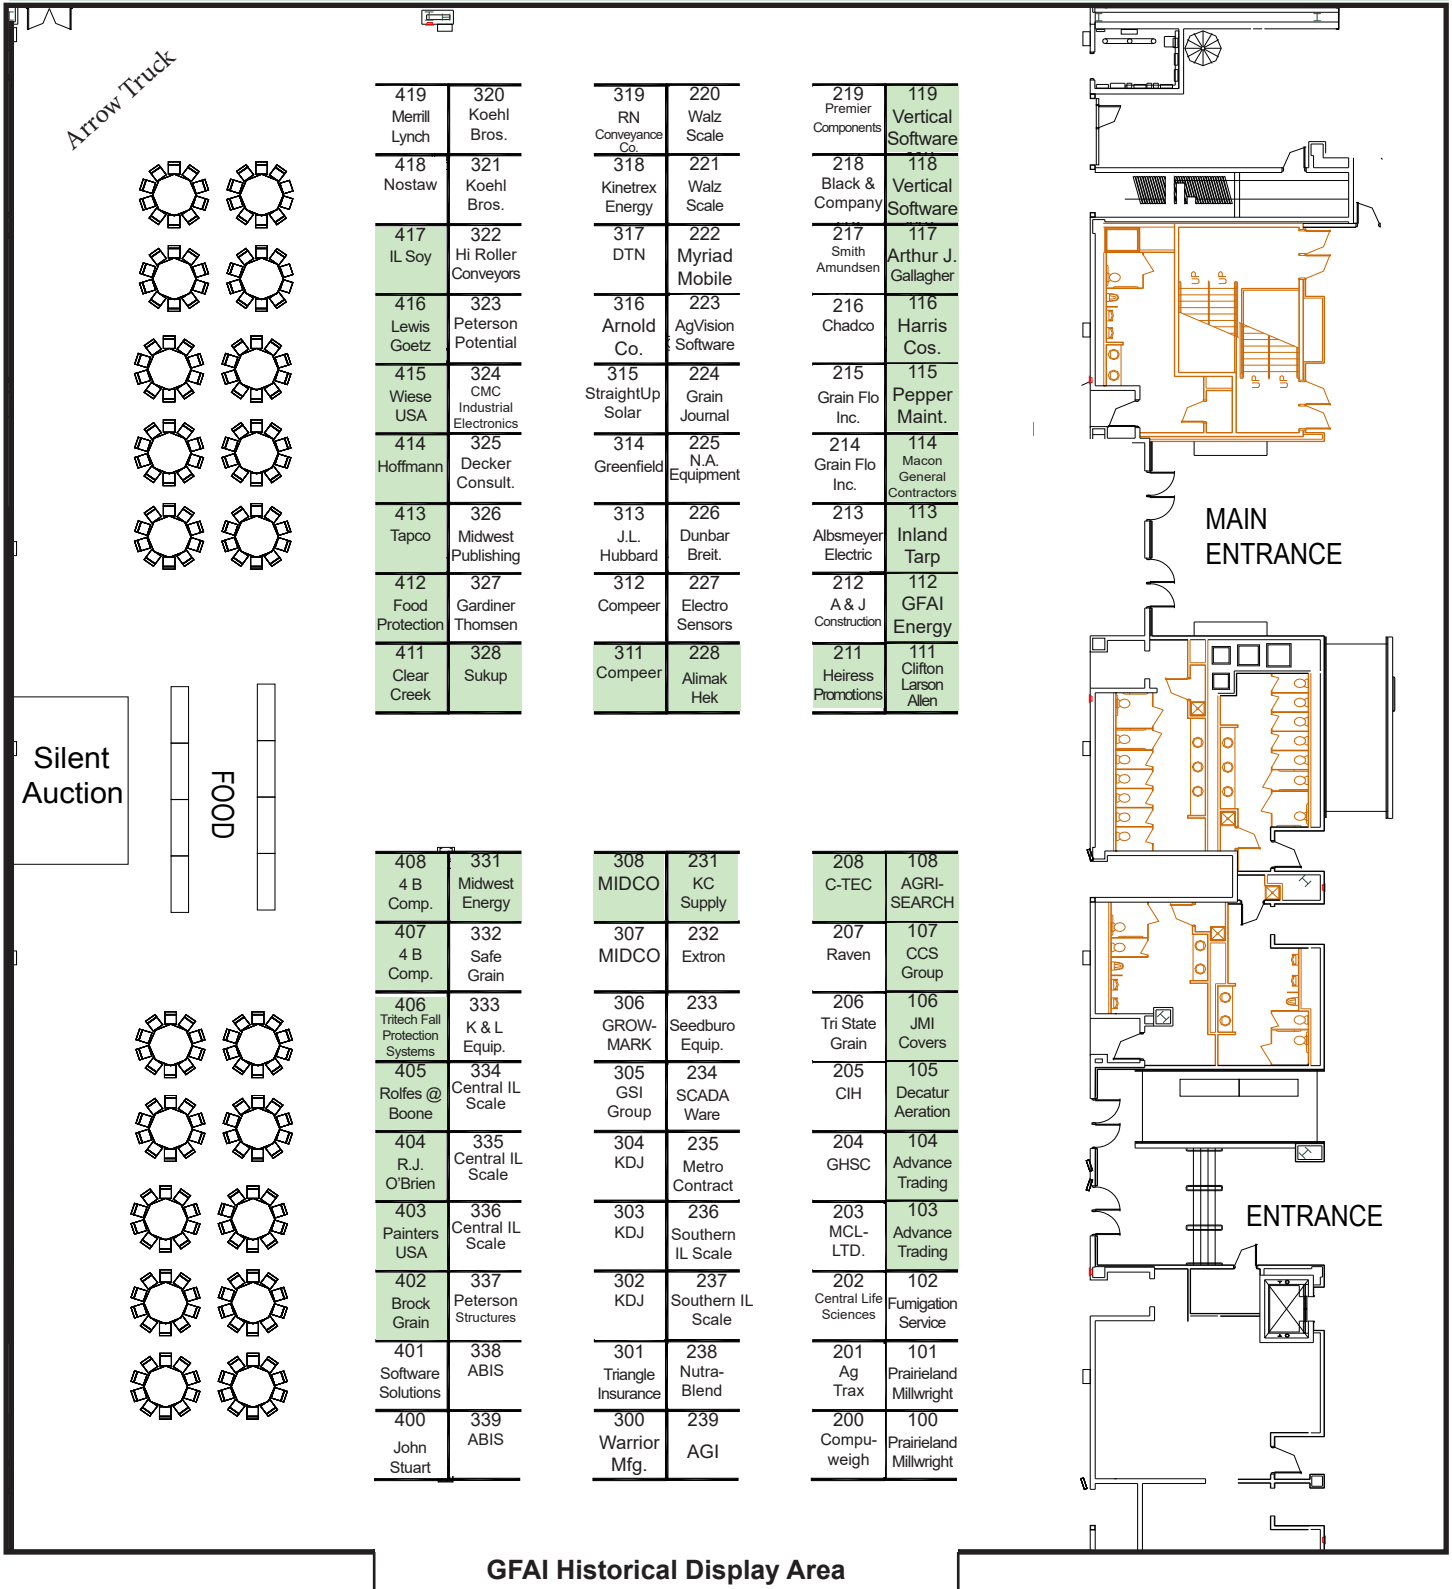 Arrow Truck
419
Merrill
Lynch
320
Koehl
Bros.
319
RN
Conveyance
Co.
220
Walz
Scale
219
Premier
Components
119
Vertical
Software
418
Nostaw
321
Koehl
Bros.
318
Kinetrex
Energy
221
Walz
Scale
218
Black &
Company
118
Vertical
Software
417
IL Soy
322
Hi Roller
Conveyors
317
DTN
222
Myriad
Mobile
217
Smith
Amundsen
117
Arthur J.
Gallagher
UP
UP
416
Lewis
Goetz
323
Peterson
Potential
316
Arnold
Co.
223
AgVision
Software
216
Chadco
116
Harris
Cos.
415
Wiese
USA
324
CMC
Industrial
Electronics
315
StraightUp
Solar
224
Grain
Journal
215
Grain Flo
Inc.
115
Pepper
Maint.
UP
UP
414
Hoffmann
325
Decker
Consult.
314
Greenfield
225
N.A.
Equipment
214
Grain Flo
Inc.
114
Macon
General
Contractors
413
Tapco
326
Midwest
Publishing
313
J.L.
Hubbard
226
Dunbar
Breit.
213
Albsmeyer
Electric
113
Inland
Tarp
MAIN
ENTRANCE
412
Food
Protection
327
Gardiner
Thomsen
312
Compeer
227
Electro
Sensors
212
A & J
Construction
112
GFAI
Energy
411
Clear
Creek
328
Sukup
311
Compeer
228
Alimak
Hek
211
Heiress
Promotions
111
Clifton
Larson
Allen
Silent
Auction
FOOD
408
4 B
Comp.
331
Midwest
Energy
308
MIDCO
231
KC
Supply
208
C-TEC
108
AGRI-
SEARCH
407
4 B
Comp.
332
Safe
Grain
307
MIDCO
232
Extron
207
Raven
107
CCS
Group
406
Tritech Fall
Protection
Systems
333
K & L
Equip.
306
GROW-
MARK
233
Seedburo
Equip.
206
Tri State
Grain
106
JMI
Covers
405
Rolfes @
Boone
334
Central IL
Scale
305
GSI
Group
234
SCADA
Ware
205
CIH
105
Decatur
Aeration
404
R.J.
O'Brien
335
Central IL
Scale
304
KDJ
235
Metro
Contract
204
GHSC
104
Advance
Trading
403
Painters
USA
336
Central IL
Scale
303
KDJ
236
Southern
IL Scale
203
MCL-
LTD.
103
Advance
Trading
ENTRANCE
402
Brock
Grain
337
Peterson
Structures
302
KDJ
237
Southern IL
Scale
202
Central Life
Sciences
102
Fumigation
Service
401
Software
Solutions
338
ABIS
301
Triangle
Insurance
238
Nutra-
Blend
201
Ag
Trax
101
Prairieland
Millwright
400
John
Stuart
339
ABIS
300
Warrior
Mfg.
239
AGI
200
Compu-
weigh
100
Prairieland
Millwright
GFAI Historical Display Area